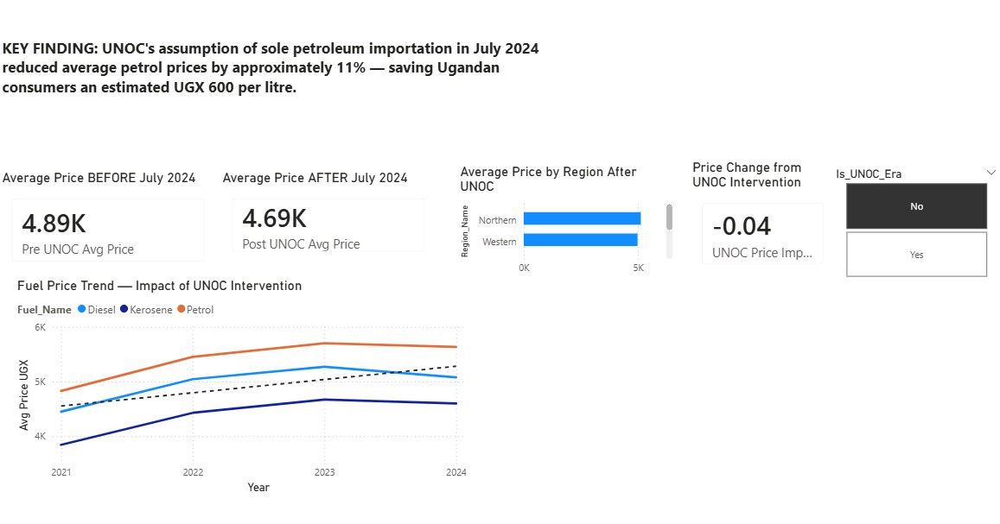 KEY FINDING: UNOC's assumption of sole petroleum importation in July 2024
reduced average petrol prices by approximately 11% — saving Ugandan
consumers an estimated UGX 600 per litre.
Average Price BEFORE July 2024
4.89K
Pre UNOC Avg Price
Average Price AFTER July 2024
4.69K
Post UNOC Avg Price
Average Price by Region After
UNOC
Region_Name
Northern
Western
0K
5K
Price Change from
UNOC Intervention
-0.04
UNOC Price Imp...
Is_UNOC_Era
No
Yes
Fuel Price Trend — Impact of UNOC Intervention
Fuel_Name Diesel Kerosene Petrol
Avg Price UGX
6K
5K
4K
2021
2022
2023
2024
Year